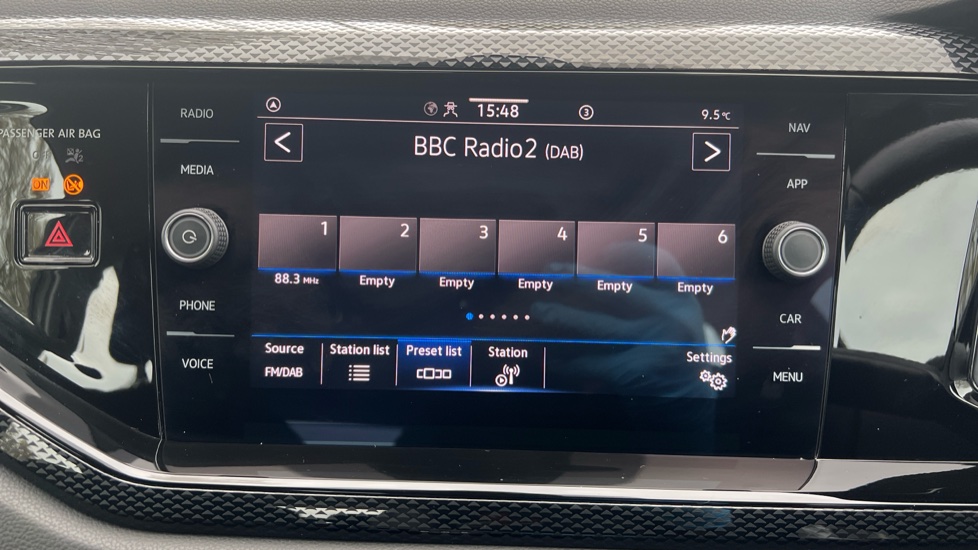 PASSENGER AIR BAG
OFF
ON
RADIO
MEDIA
PHONE
VOICE
15:48
3
9.5°C
BBC Radio2 (DAB)
1 2 3 4 5 6
88.3 MHz Empty Empty Empty Empty Empty
Source Station list Preset list Station Settings
FM/DAB
NAV
APP
CAR
MENU